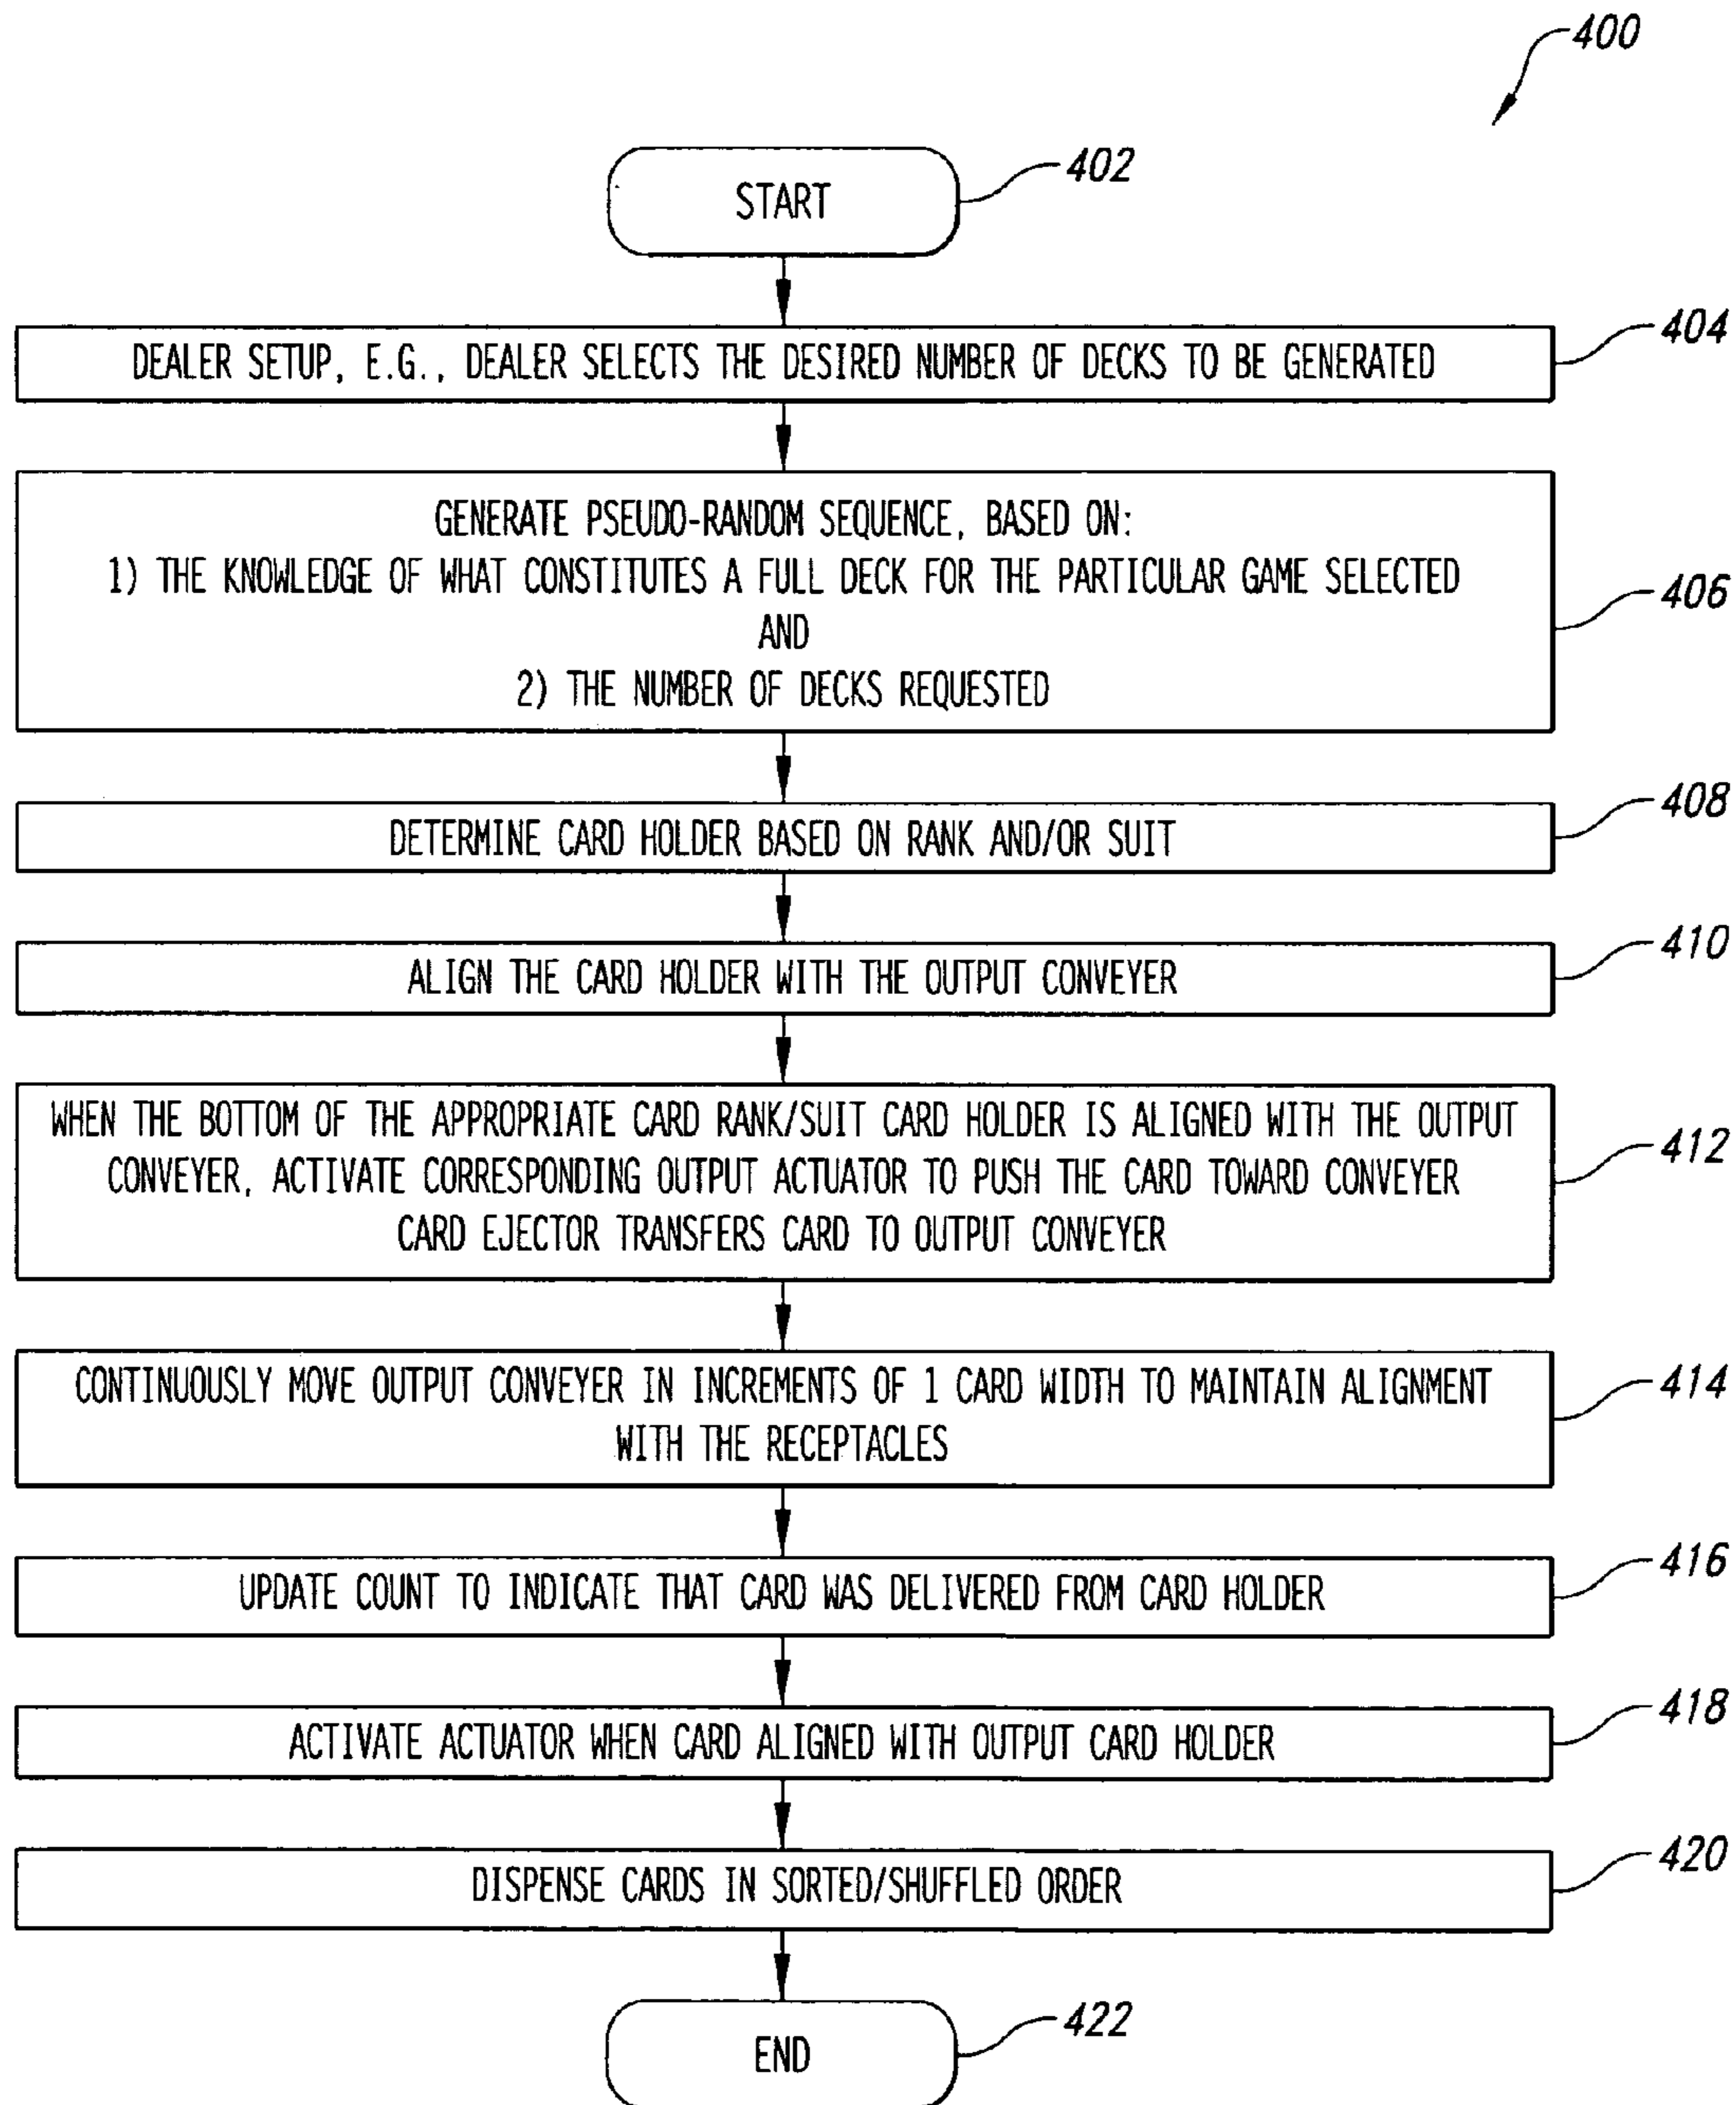 400
START
402
DEALER SETUP, E.G., DEALER SELECTS THE DESIRED NUMBER OF DECKS TO BE GENERATED
404
GENERATE PSEUDO-RANDOM SEQUENCE, BASED ON:
1) THE KNOWLEDGE OF WHAT CONSTITUTES A FULL DECK FOR THE PARTICULAR GAME SELECTED
AND
2) THE NUMBER OF DECKS REQUESTED
406
DETERMINE CARD HOLDER BASED ON RANK AND/OR SUIT
408
ALIGN THE CARD HOLDER WITH THE OUTPUT CONVEYER
410
WHEN THE BOTTOM OF THE APPROPRIATE CARD RANK/SUIT CARD HOLDER IS ALIGNED WITH THE OUTPUT
CONVEYER, ACTIVATE CORRESPONDING OUTPUT ACTUATOR TO PUSH THE CARD TOWARD CONVEYER
CARD EJECTOR TRANSFERS CARD TO OUTPUT CONVEYER
412
CONTINUOUSLY MOVE OUTPUT CONVEYER IN INCREMENTS OF 1 CARD WIDTH TO MAINTAIN ALIGNMENT
WITH THE RECEPTACLES
414
UPDATE COUNT TO INDICATE THAT CARD WAS DELIVERED FROM CARD HOLDER
416
ACTIVATE ACTUATOR WHEN CARD ALIGNED WITH OUTPUT CARD HOLDER
418
DISPENSE CARDS IN SORTED/SHUFFLED ORDER
420
END
422